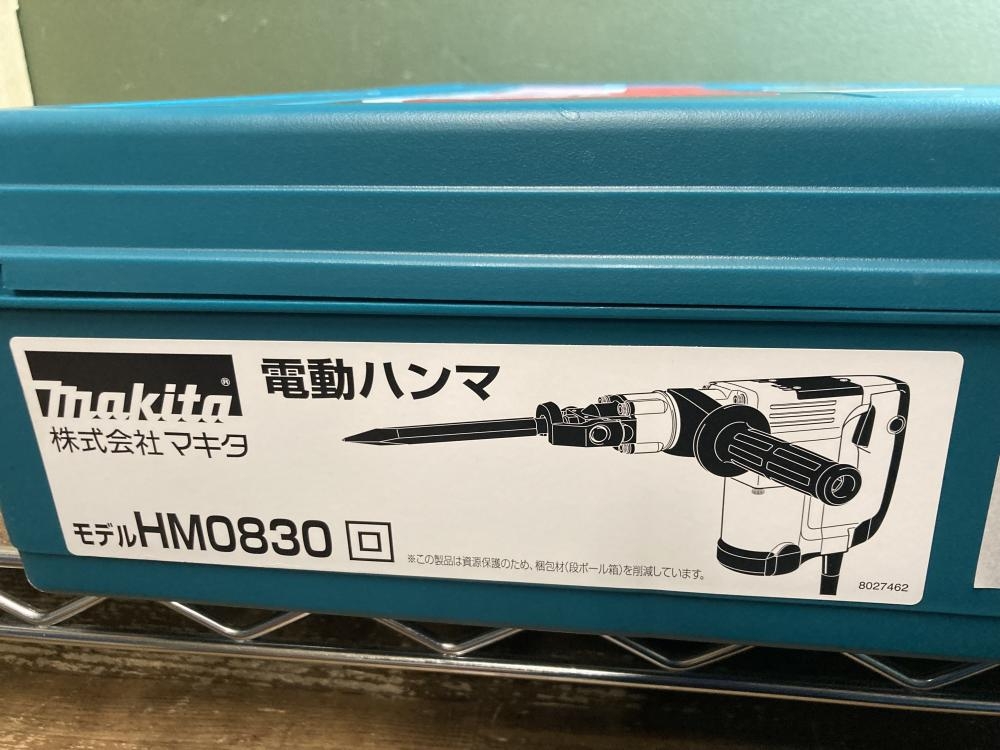 makita®
株式会社マキタ
電動ハンマ
モデルHM0830
※この製品は資源保護のため、梱包材(段ボール箱)を削減しています。
8027462